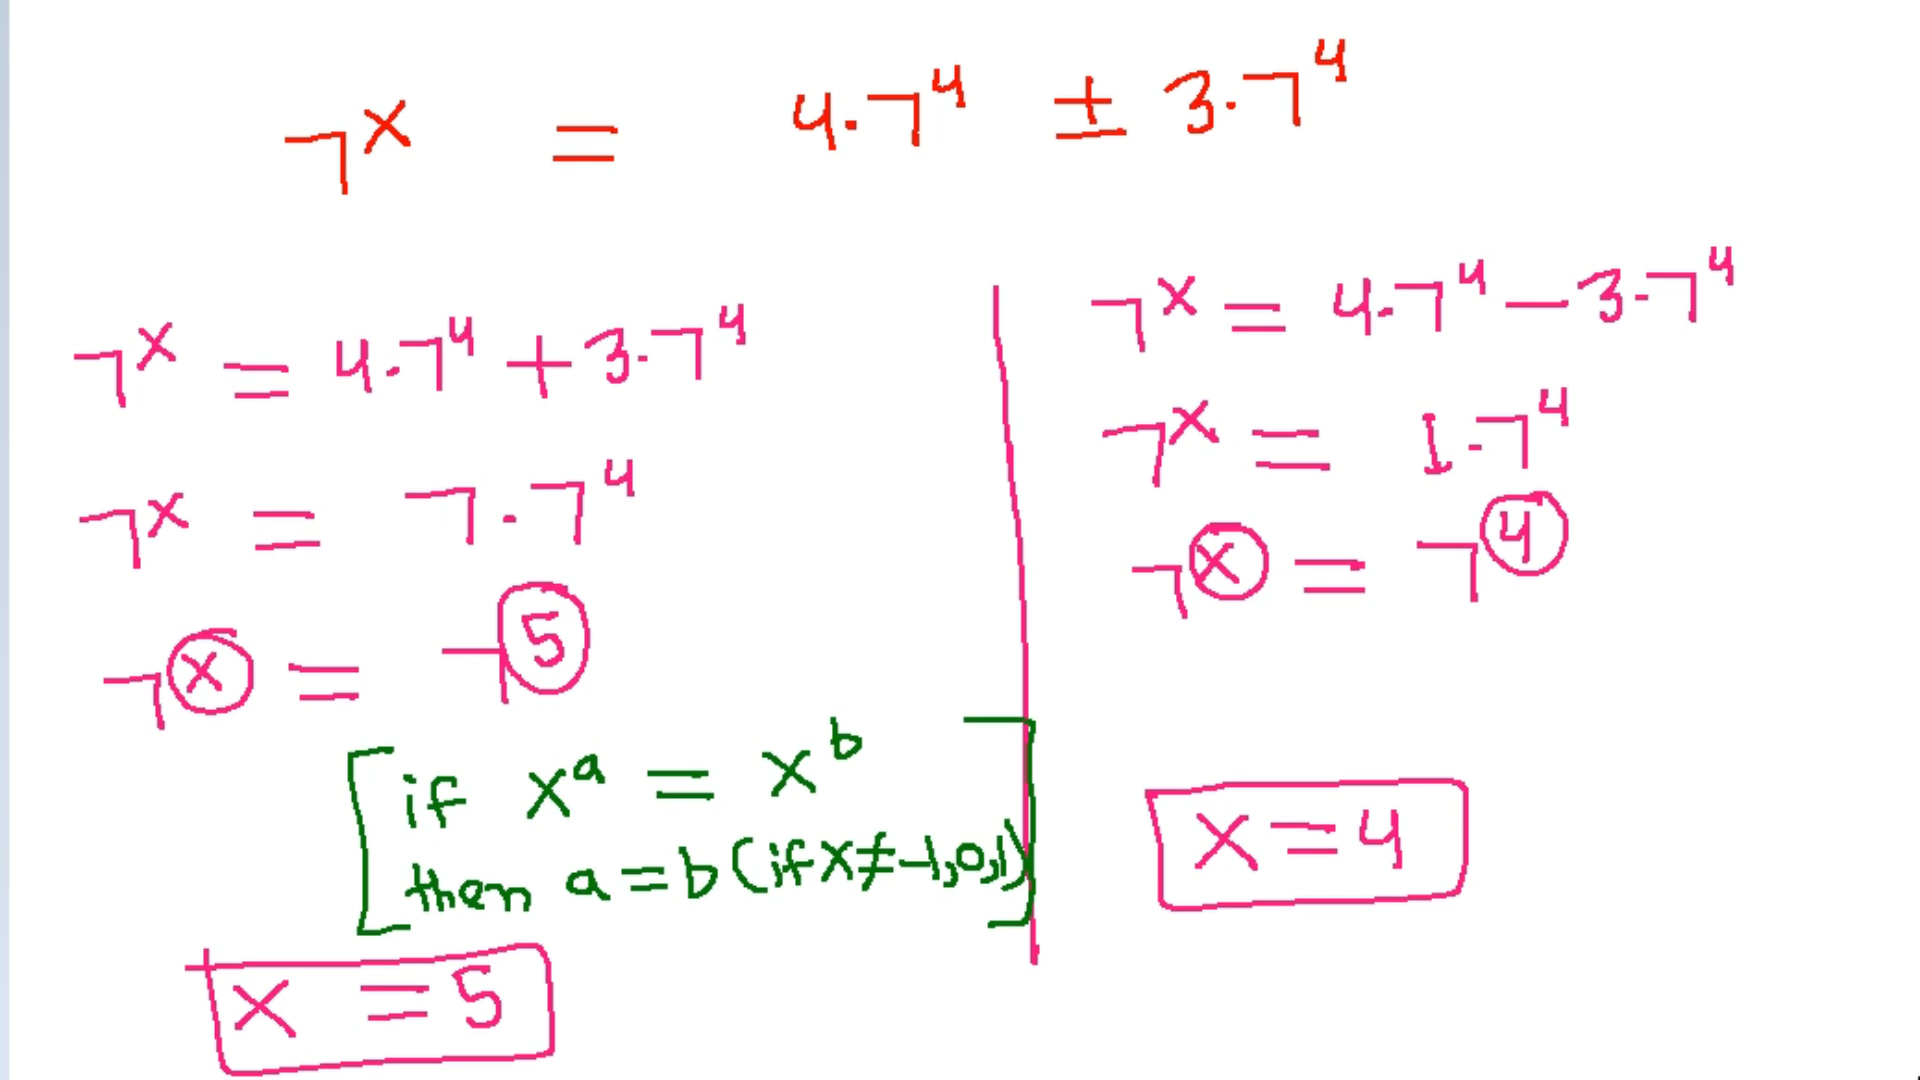 7^x = 4·7^4 ± 3·7^4
7^x = 4·7^4 + 3·7^4
7^x = 7·7^4
7^x = 7^5
[if x^a = x^b
then a = b (if x ≠ -1,0,1)]
x = 5
7^x = 4·7^4 - 3·7^4
7^x = 1·7^4
7^x = 7^4
x = 4